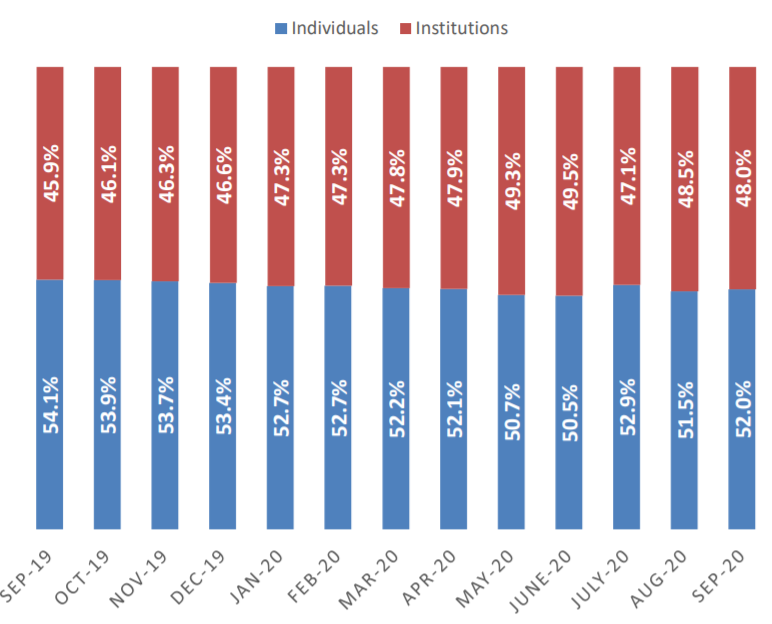 Individuals Institutions
45.9% 46.1% 46.3% 46.6% 47.3% 47.3% 47.8% 47.9% 49.3% 49.5% 47.1% 48.5% 48.0%
54.1% 53.9% 53.7% 53.4% 52.7% 52.7% 52.2% 52.1% 50.7% 50.5% 52.9% 51.5% 52.0%
SEP-19 OCT-19 NOV-19 DEC-19 JAN-20 FEB-20 MAR-20 APR-20 MAY-20 JUNE-20 JULY-20 AUG-20 SEP-20